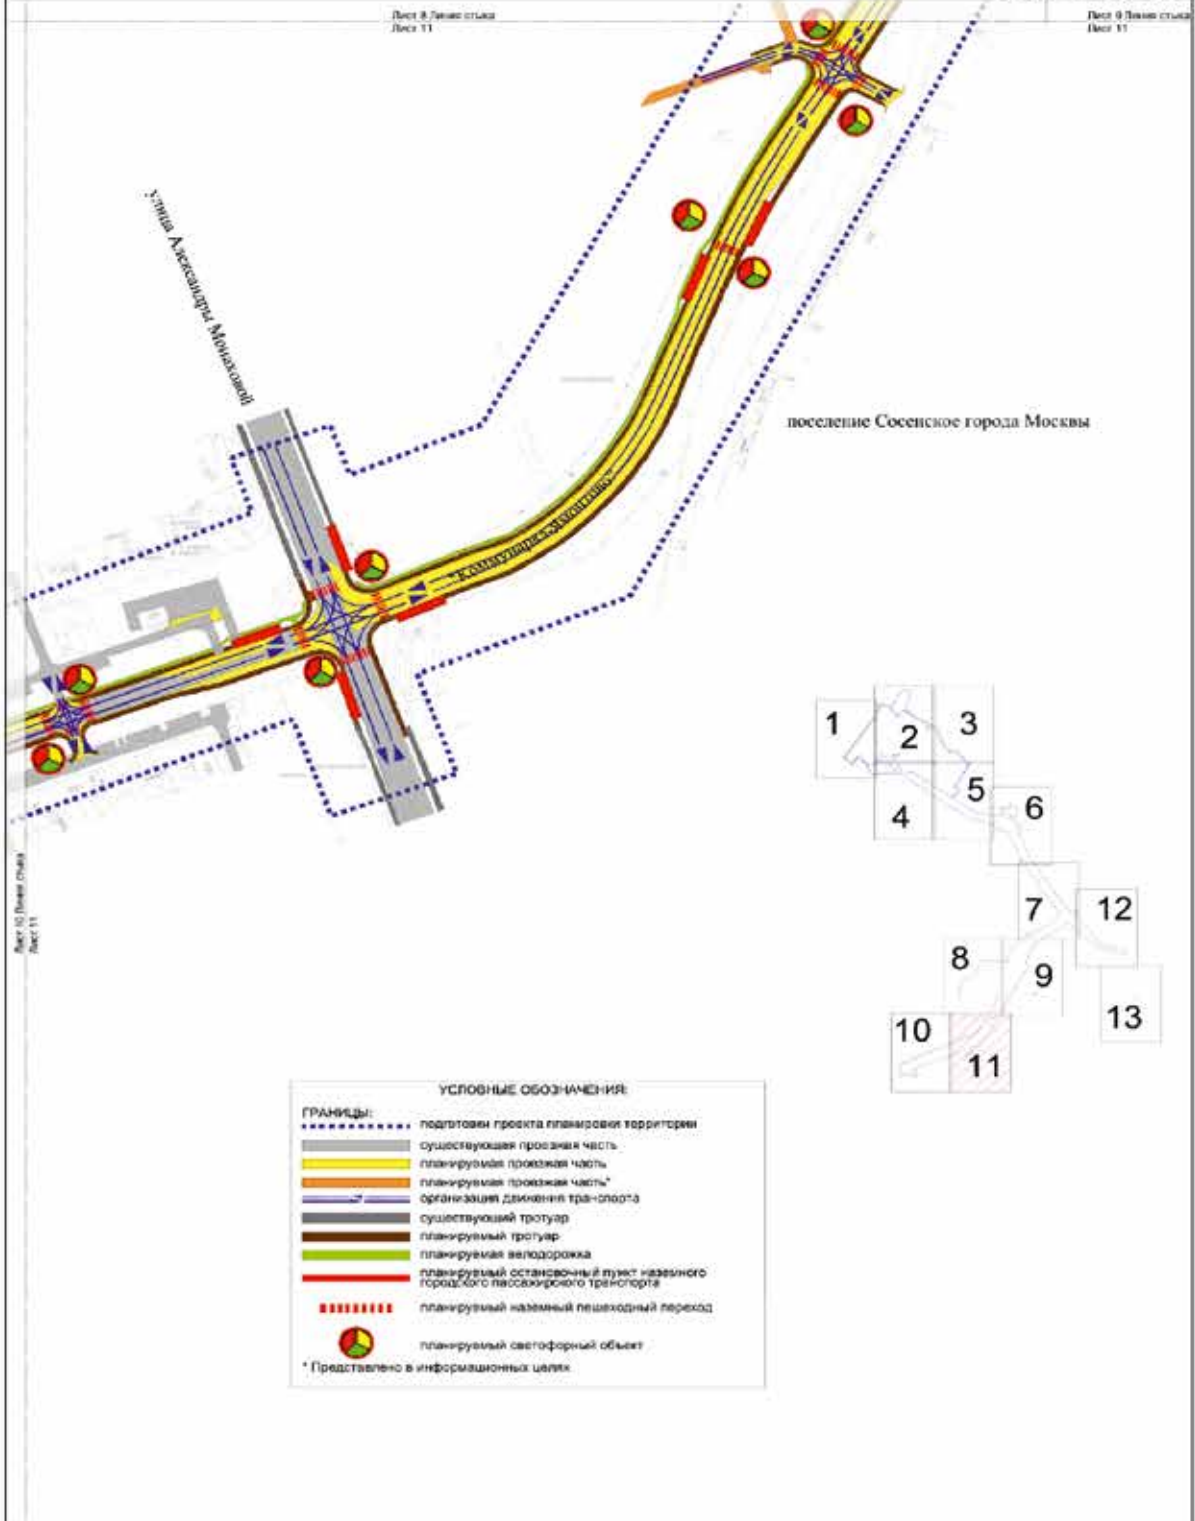 Лист 8 Линия стыка
Лист 11
Лист 9 Линия стыка
Лист 11
улица Александры Монаховой
поселение Сосенское города Москвы
"Коммунарка-Мамонтово"
1
2
3
4
5
6
7
12
8
9
13
10
11
Лист 10 Линия стыка
Лист 11
УСЛОВНЫЕ ОБОЗНАЧЕНИЯ:
ГРАНИЦЫ:
подготовки проекта планировки территории
существующая проезжая часть
планируемая проезжая часть
планируемая проезжая часть*
организация движения транспорта
существующий тротуар
планируемый тротуар
планируемая велодорожка
планируемый остановочный пункт наземного
городского пассажирского транспорта
планируемый наземный пешеходный переход
планируемый светофорный объект
* Представлено в информационных целях